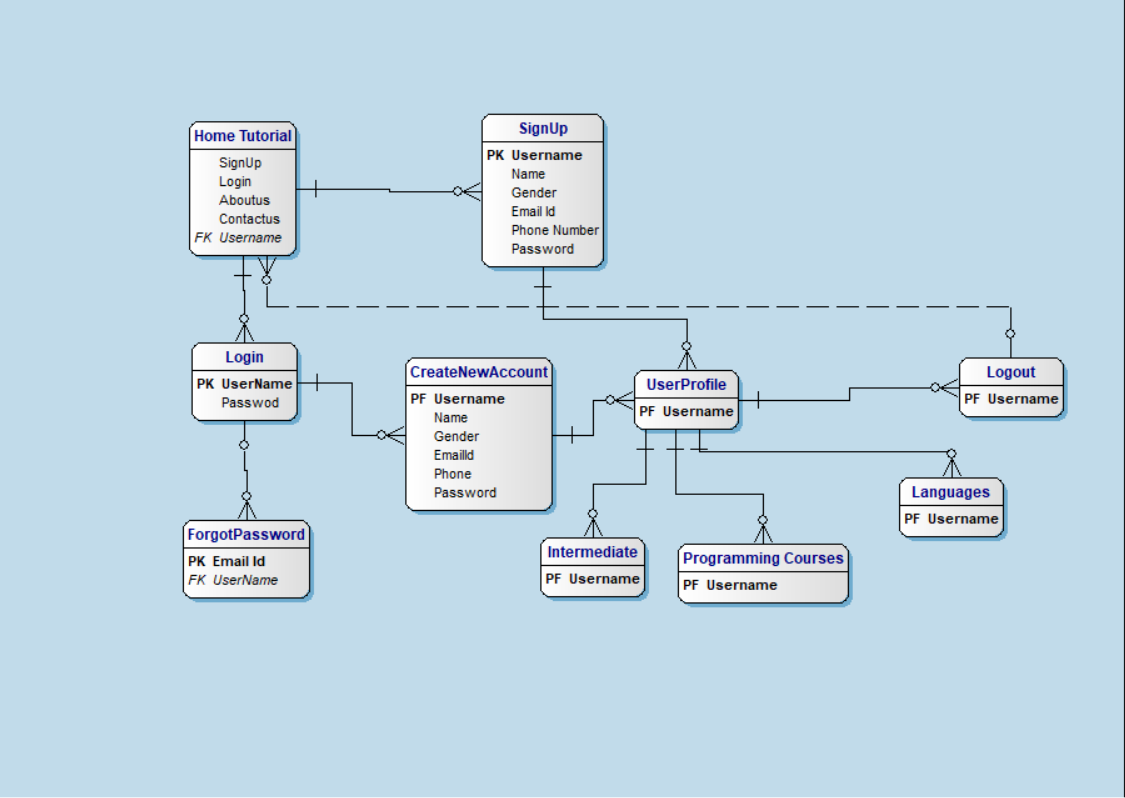 Home Tutorial
SignUp
Login
Aboutus
Contactus
FK Username
SignUp
PK Username
Name
Gender
Email Id
Phone Number
Password
Login
PK UserName
Passwod
CreateNewAccount
PF Username
Name
Gender
EmailId
Phone
Password
UserProfile
PF Username
Logout
PF Username
Languages
PF Username
ForgotPassword
PK Email Id
FK UserName
Intermediate
PF Username
Programming Courses
PF Username